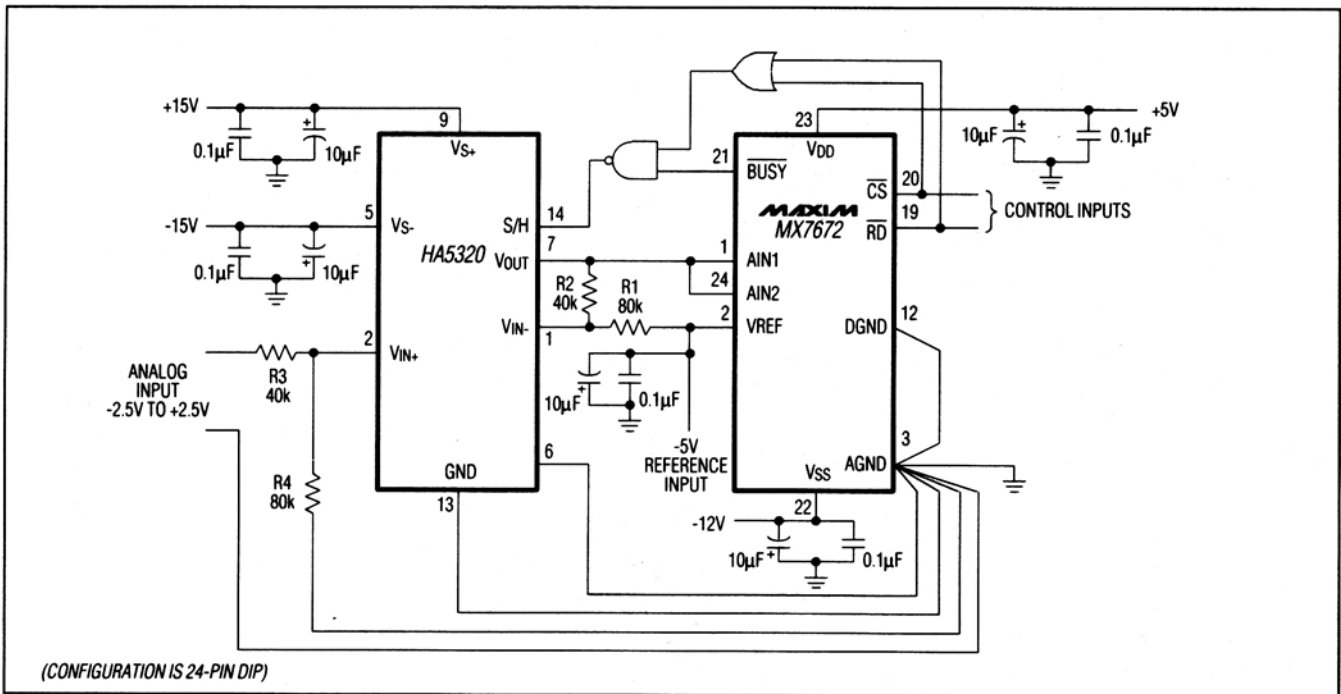 +15V
0.1µF
+
10µF
9
VS+
-15V
0.1µF
+
10µF
5
VS-
HA5320
S/H
14
VOUT
7
VIN-
1
2
VIN+
ANALOG
INPUT
-2.5V TO +2.5V
R3
40k
R4
80k
GND
13
6
R2
40k
R1
80k
10µF
+
0.1µF
-5V
REFERENCE
INPUT
23
VDD
21
BUSY
MAXIM
MX7672
CS
20
RD
19
CONTROL INPUTS
1
AIN1
24
AIN2
2
VREF
DGND
12
3
AGND
VSS
22
-12V
10µF
+
0.1µF
10µF
+
0.1µF
+5V
(CONFIGURATION IS 24-PIN DIP)